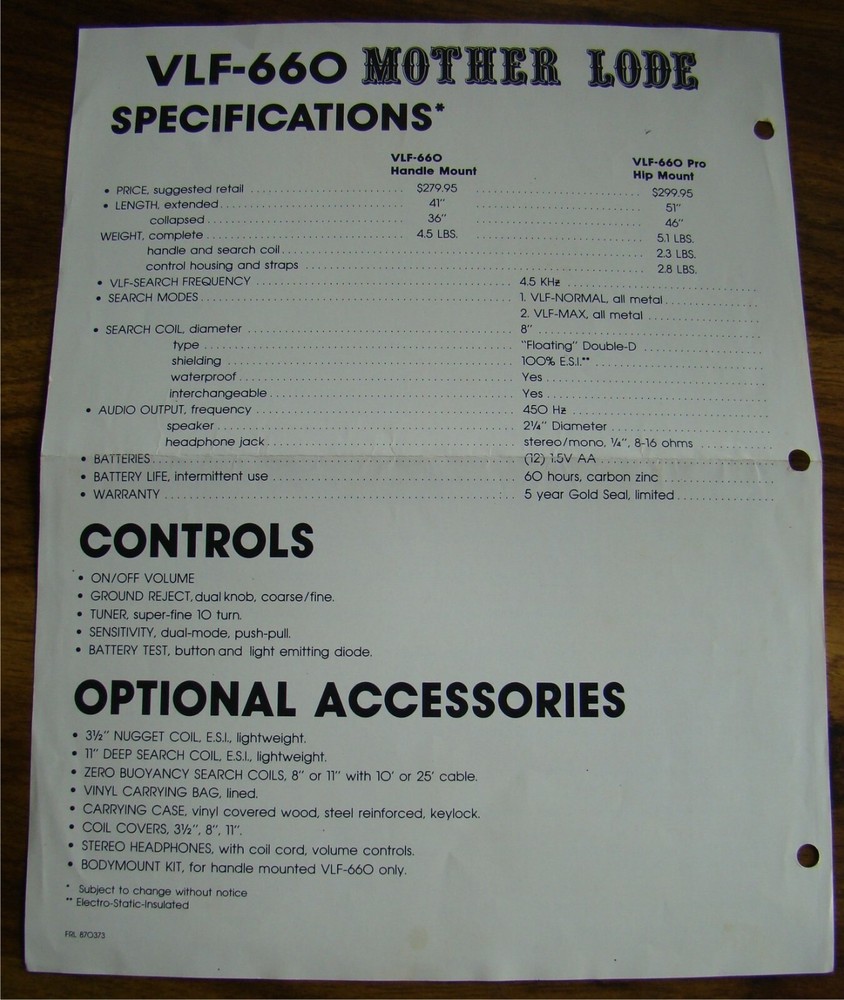 VLF-660 MOTHER LODE
SPECIFICATIONS*
VLF-660 VLF-660 Pro
Handle Mount Hip Mount
• PRICE, suggested retail $279.95 $299.95
• LENGTH, extended 41" 51"
collapsed 36" 46"
WEIGHT, complete 4.5 LBS. 5.1 LBS.
handle and search coil 2.3 LBS.
control housing and straps 2.8 LBS.
• VLF-SEARCH FREQUENCY 4.5 KHz
• SEARCH MODES 1. VLF-NORMAL, all metal
2. VLF-MAX, all metal
• SEARCH COIL, diameter 8"
type "Floating" Double-D
shielding 100% E.S.I.**
waterproof Yes
interchangeable Yes
• AUDIO OUTPUT, frequency 450 Hz
speaker 2¼" Diameter
headphone jack stereo/mono, ¼", 8-16 ohms
• BATTERIES (12) 1.5V AA
• BATTERY LIFE, intermittent use 60 hours, carbon zinc
• WARRANTY 5 year Gold Seal, limited
CONTROLS
• ON/OFF VOLUME
• GROUND REJECT, dual knob, coarse/fine.
• TUNER, super-fine 10 turn.
• SENSITIVITY, dual-mode, push-pull.
• BATTERY TEST, button and light emitting diode.
OPTIONAL ACCESSORIES
• 3½" NUGGET COIL, E.S.I., lightweight.
• 11" DEEP SEARCH COIL, E.S.I., lightweight.
• ZERO BUOYANCY SEARCH COILS, 8" or 11" with 10' or 25' cable.
• VINYL CARRYING BAG, lined.
• CARRYING CASE, vinyl covered wood, steel reinforced, keylock.
• COIL COVERS, 3½", 8", 11".
• STEREO HEADPHONES, with coil cord, volume controls.
• BODYMOUNT KIT, for handle mounted VLF-660 only.
* Subject to change without notice
** Electro-Static-Insulated
FRL 870373